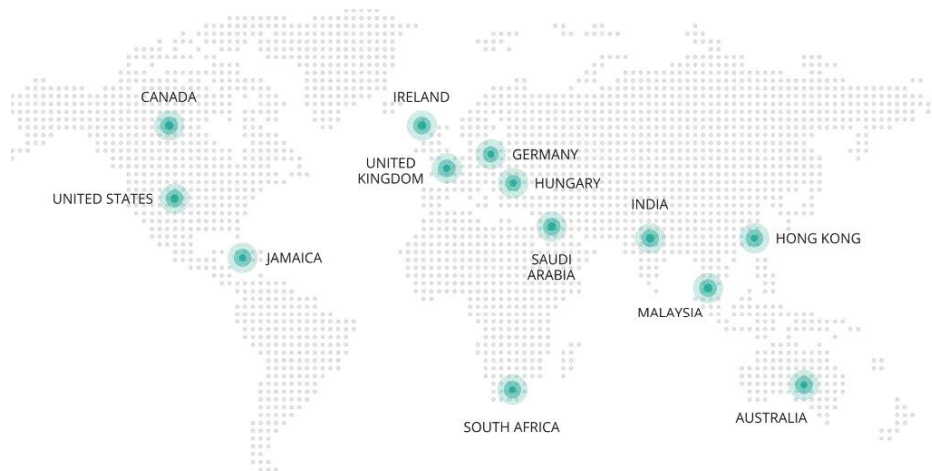 CANADA
IRELAND
GERMANY
UNITED
KINGDOM
HUNGARY
UNITED STATES
INDIA
HONG KONG
JAMAICA
SAUDI
ARABIA
MALAYSIA
AUSTRALIA
SOUTH AFRICA